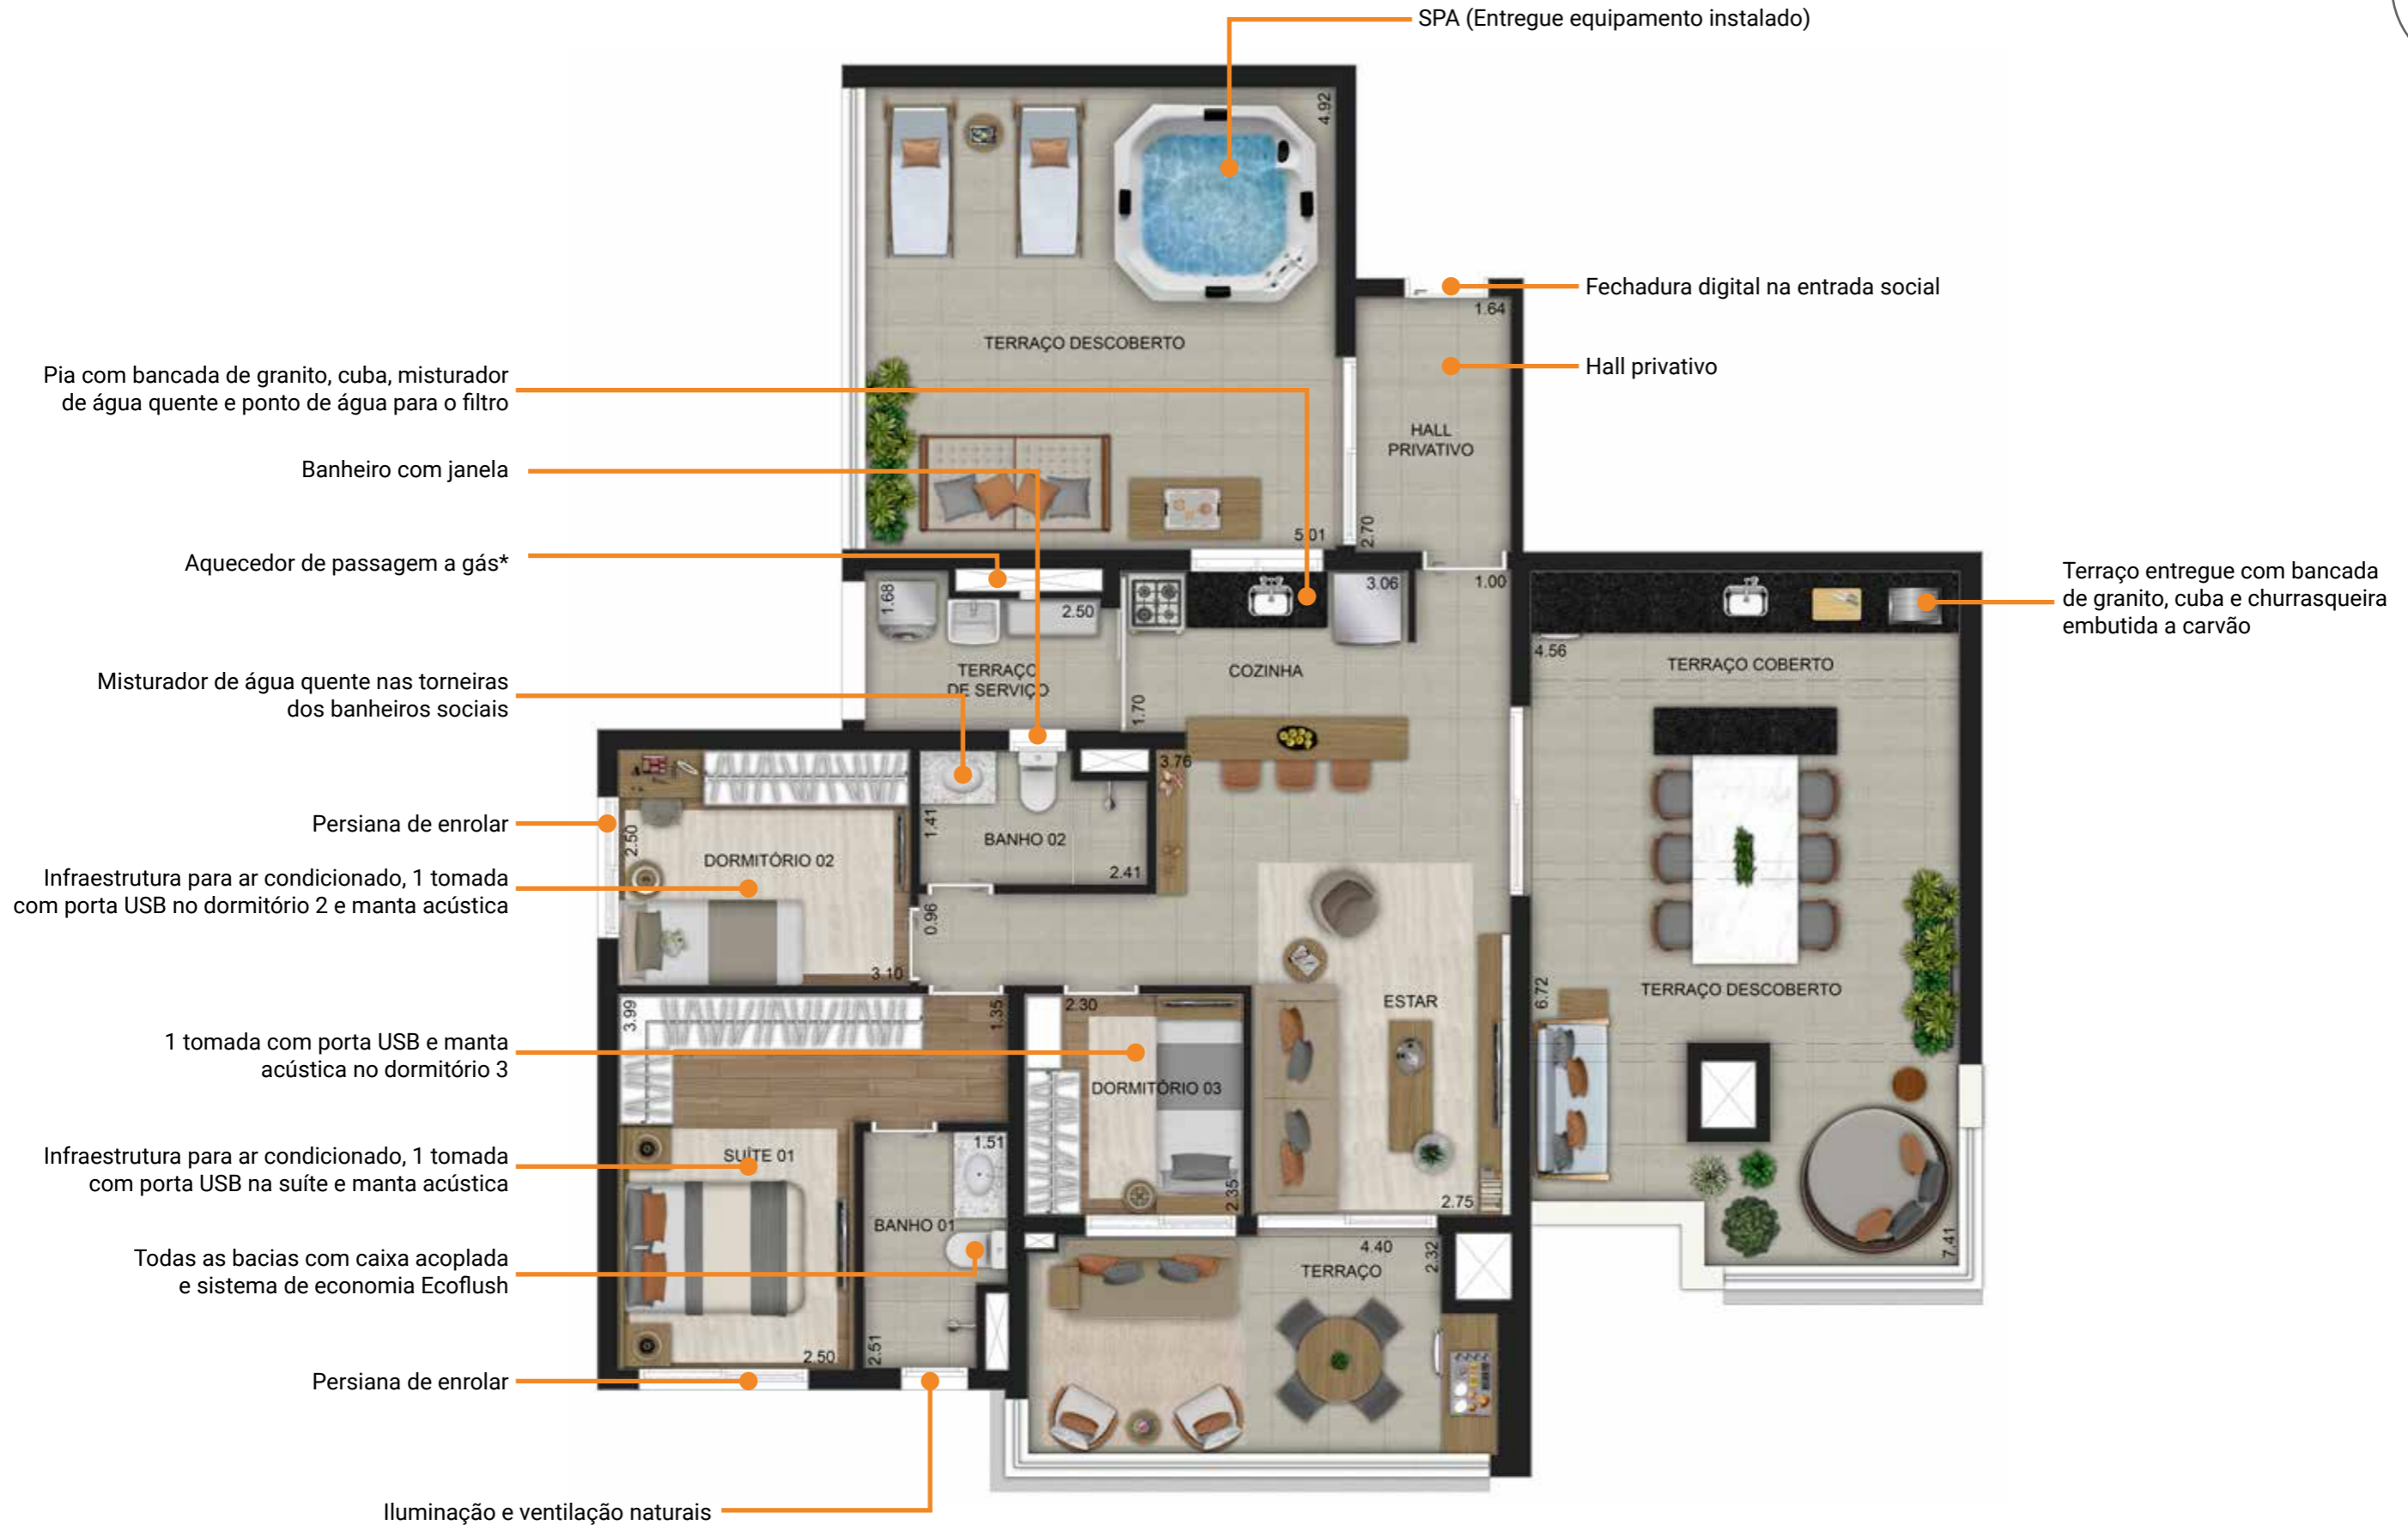 SPA (Entregue equipamento instalado)
4.92
Fechadura digital na entrada social
1.64
TERRAÇO DESCOBERTO
Hall privativo
Pia com bancada de granito, cuba, misturador
de água quente e ponto de água para o filtro
HALL
PRIVATIVO
Banheiro com janela
5.01
2.70
Aquecedor de passagem a gás*
1.68
2.50
3.06
1.00
Terraço entregue com bancada
de granito, cuba e churrasqueira
embutida a carvão
4.56
TERRAÇO COBERTO
TERRAÇO
DE SERVIÇO
COZINHA
1.70
Misturador de água quente nas torneiras
dos banheiros sociais
3.76
Persiana de enrolar
2.50
1.41
BANHO 02
2.41
DORMITÓRIO 02
Infraestrutura para ar condicionado, 1 tomada
com porta USB no dormitório 2 e manta acústica
0.96
3.10
TERRAÇO DESCOBERTO
6.72
3.99
1.35
2.30
ESTAR
1 tomada com porta USB e manta
acústica no dormitório 3
DORMITÓRIO 03
1.51
SUÍTE 01
Infraestrutura para ar condicionado, 1 tomada
com porta USB na suíte e manta acústica
2.35
2.75
BANHO 01
4.40
2.32
7.41
TERRAÇO
Todas as bacias com caixa acoplada
e sistema de economia Ecoflush
2.50
2.51
Persiana de enrolar
Iluminação e ventilação naturais